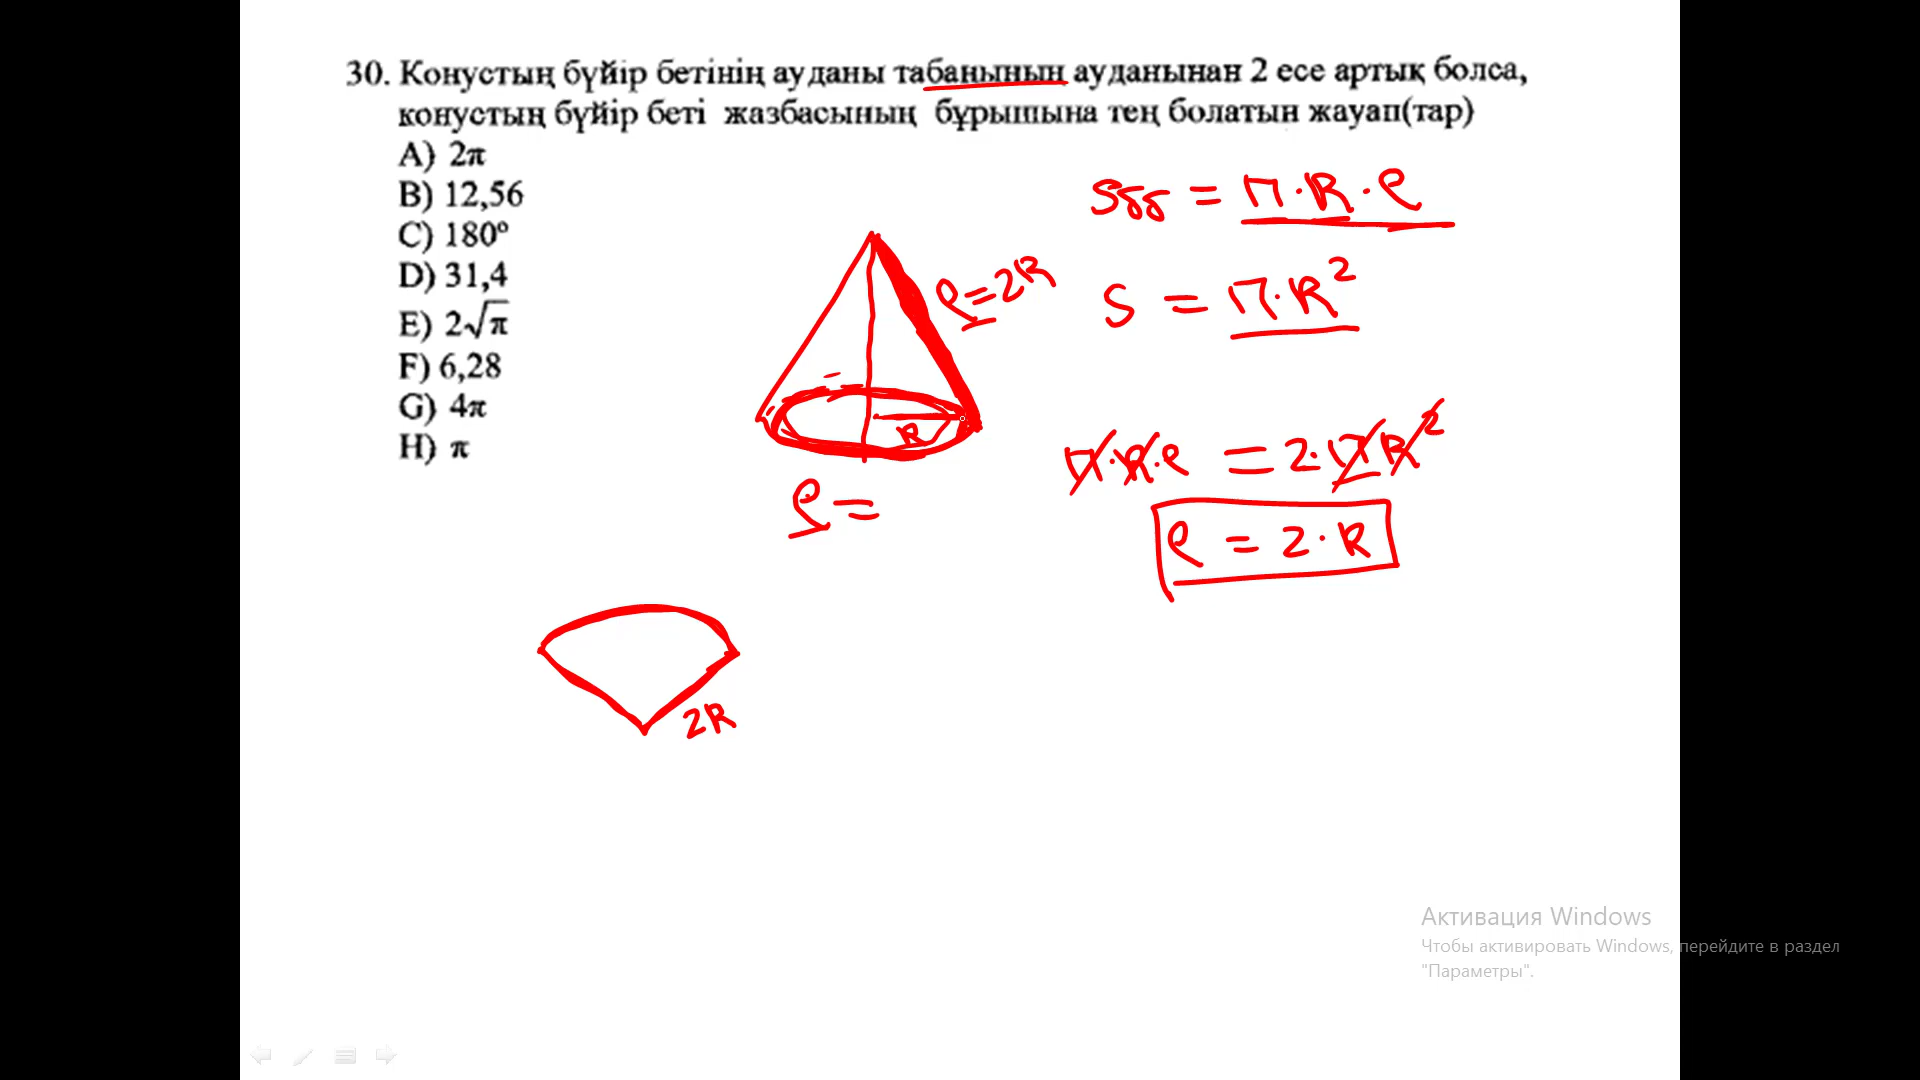 30. Конустың бүйір бетінің ауданы табанының ауданынан 2 есе артық болса,
конустың бүйір беті жазбасының бұрышына тең болатын жауап(тар)
A) 2π
B) 12,56
C) 180°
D) 31,4
E) 2√π
F) 6,28
G) 4π
H) π
Sδδ = П·R·ℓ
S = П·R²
ℓ=2R
R
П·R·ℓ = 2·ПR²
ℓ =
ℓ = 2·R
2R
Активация Windows
Чтобы активировать Windows, перейдите в раздел
"Параметры".